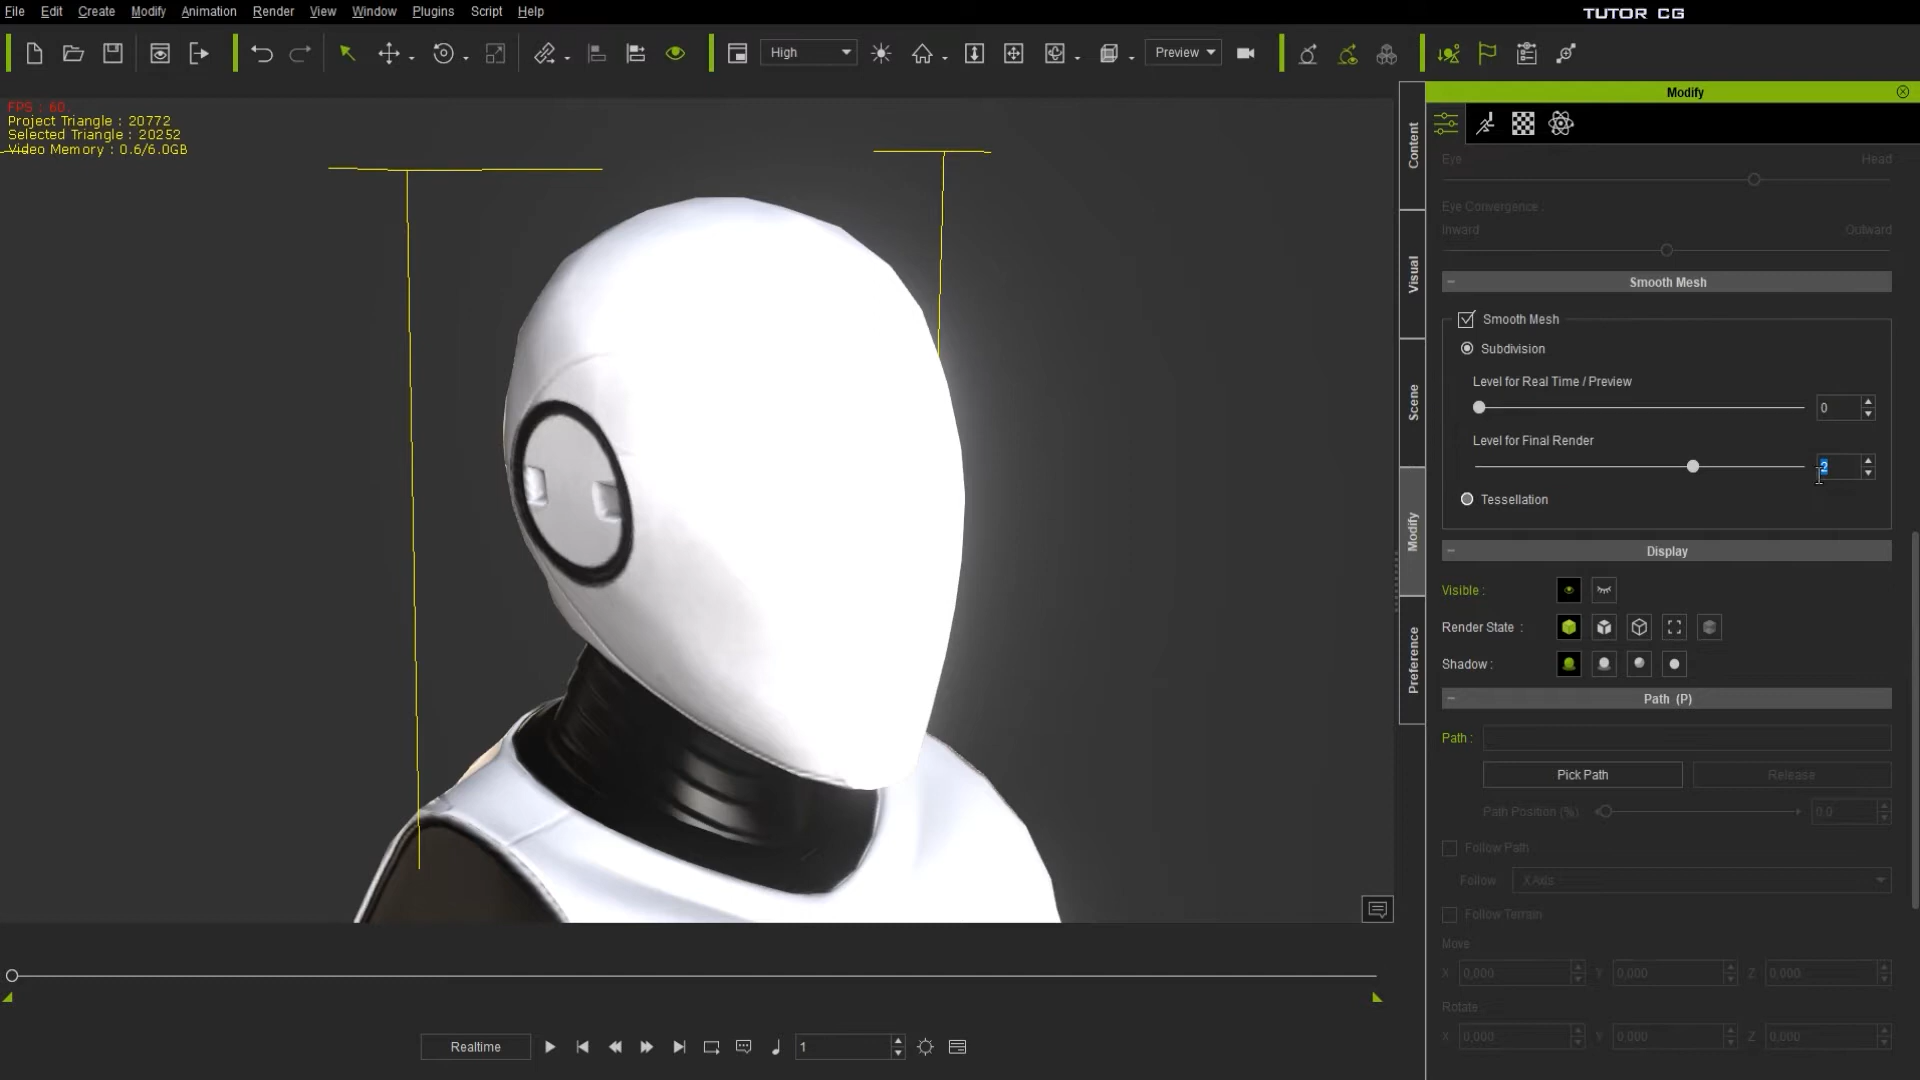 File Edit Create Modify Animation Render View Window Plugins Script Help
TUTOR CG
High
Preview
FPS : 60.
Project Triangle : 20772
Selected Triangle : 20252
Video Memory : 0.6/6.0GB
Content
Visual
Scene
Modify
Preference
Modify
Eye Head
Eye Convergence :
Inward Outward
Smooth Mesh
Smooth Mesh
Subdivision
Level for Real Time / Preview
0
Level for Final Render
2
Tessellation
Display
Visible :
Render State :
Shadow :
Path (P)
Path :
Pick Path Release
Path Position (%) 0.0
Follow Path
Follow X Axis
Follow Terrain
Move
X 0,000 Y 0,000 Z 0,000
Rotate
X 0,000 Y 0,000 Z 0,000
Realtime 1